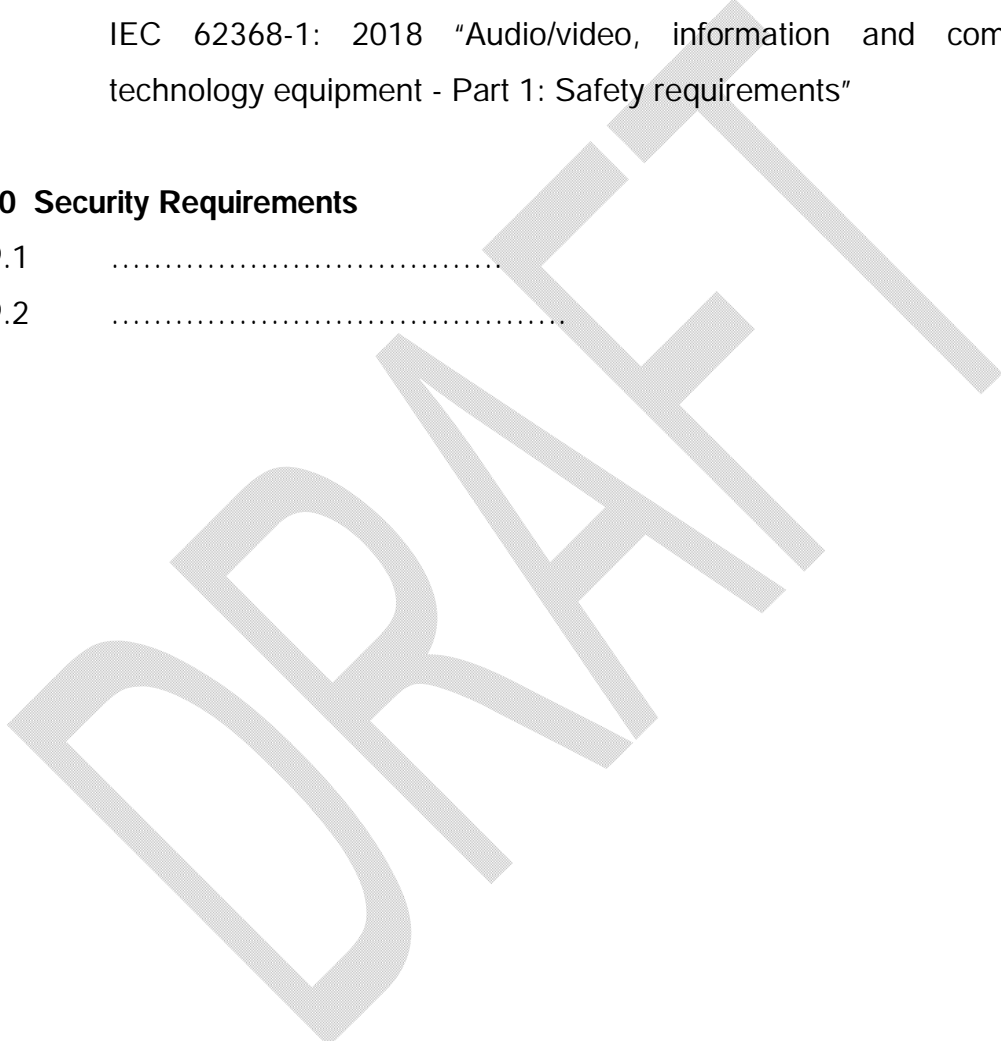 IEC 62368-1: 2018 “Audio/video, information and com
technology equipment - Part 1: Safety requirements”
0 Security Requirements
.1 ……………………………….
.2 …………………………………….
DRAFT